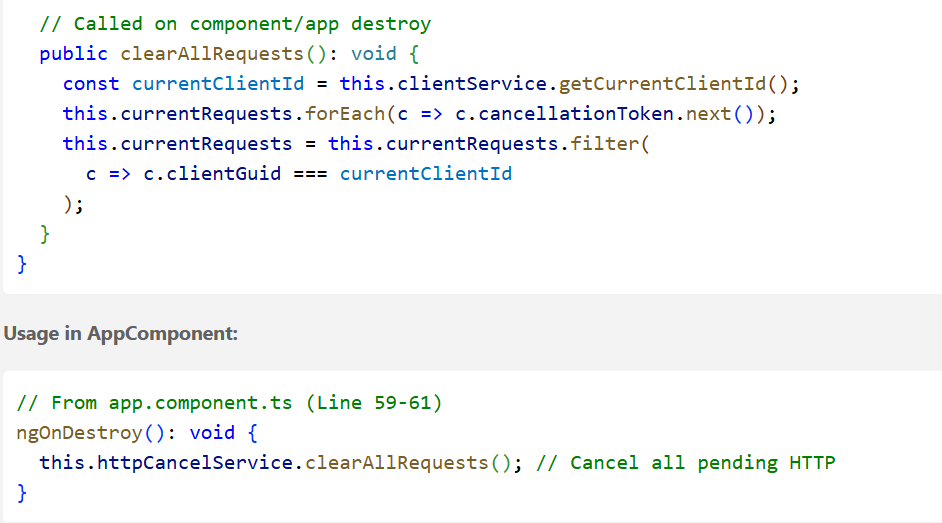 // Called on component/app destroy
public clearAllRequests(): void {
const currentClientId = this.clientService.getCurrentClientId();
this.currentRequests.forEach(c => c.cancellationToken.next());
this.currentRequests = this.currentRequests.filter(
c => c.clientGuid === currentClientId
);
}
}
Usage in AppComponent:
// From app.component.ts (Line 59-61)
ngOnDestroy(): void {
this.httpCancelService.clearAllRequests(); // Cancel all pending HTTP
}